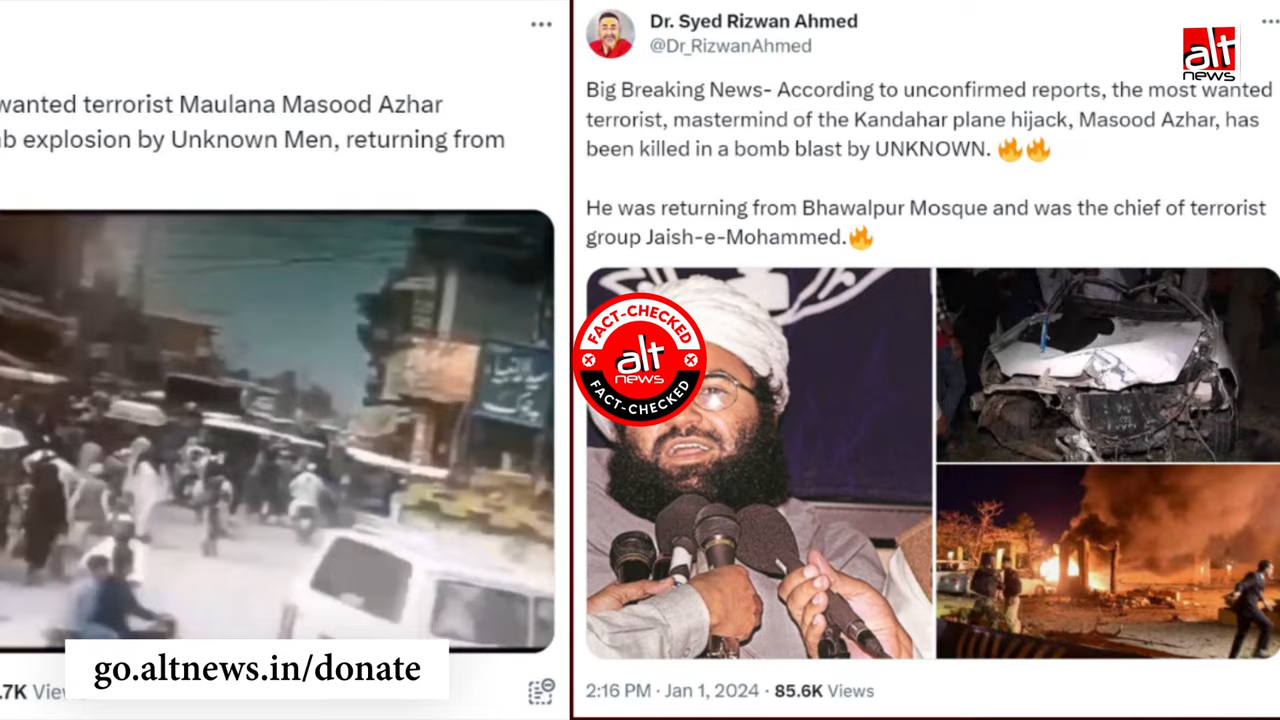 wanted terrorist Maulana Masood Azhar
explosion by Unknown Men, returning from
go.altnews.in/donate
.7K
Dr. Syed Rizwan Ahmed
@Dr_RizwanAhmed
Big Breaking News- According to unconfirmed reports, the most wanted
terrorist, mastermind of the Kandahar plane hijack, Masood Azhar, has
been killed in a bomb blast by UNKNOWN. 🔥🔥
He was returning from Bhawalpur Mosque and was the chief of terrorist
group Jaish-e-Mohammed.🔥
FACT-CHECKED
alt
news
FACT-CHECKED
2:16 PM · Jan 1, 2024 · 85.6K Views
alt
news